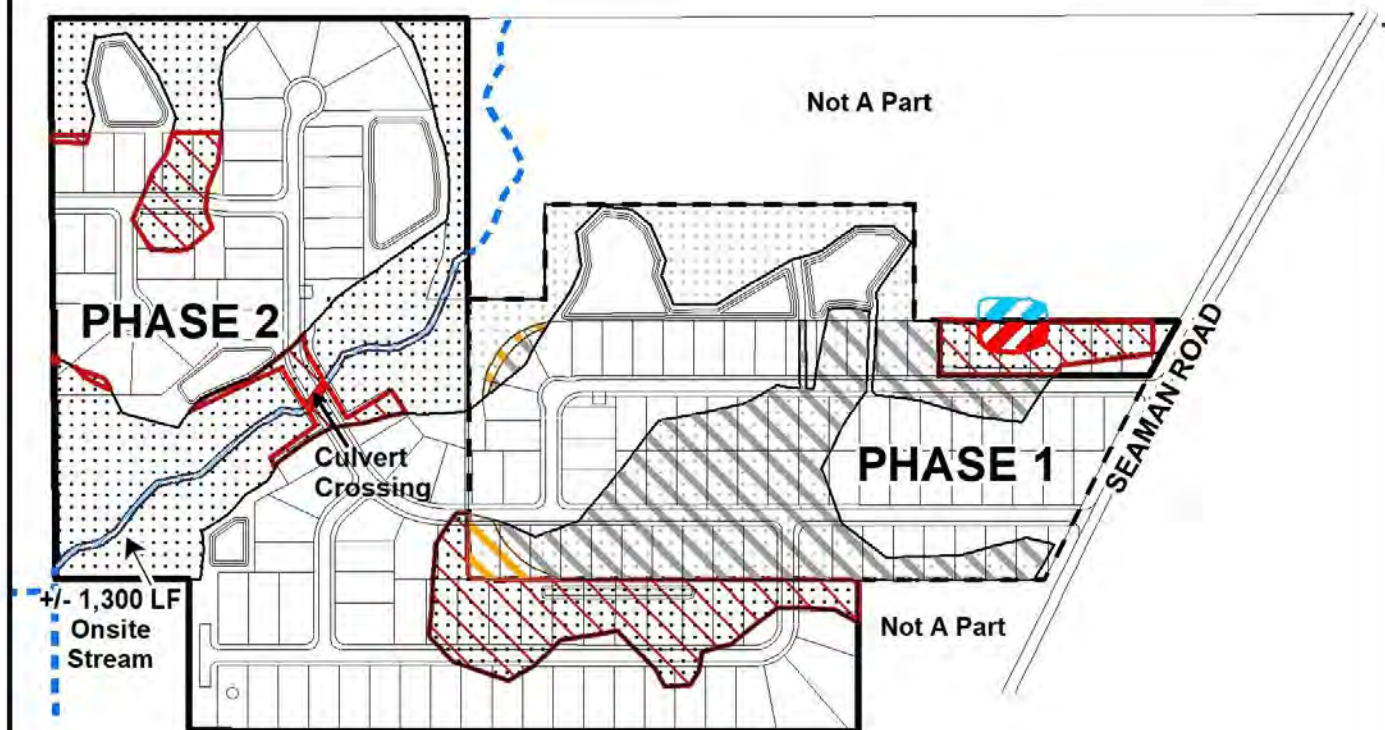 Not A Part
PHASE 2
PHASE 1
SEAMAN ROAD
Culvert
Crossing
+/- 1,300 LF
Onsite
Stream
Not A Part